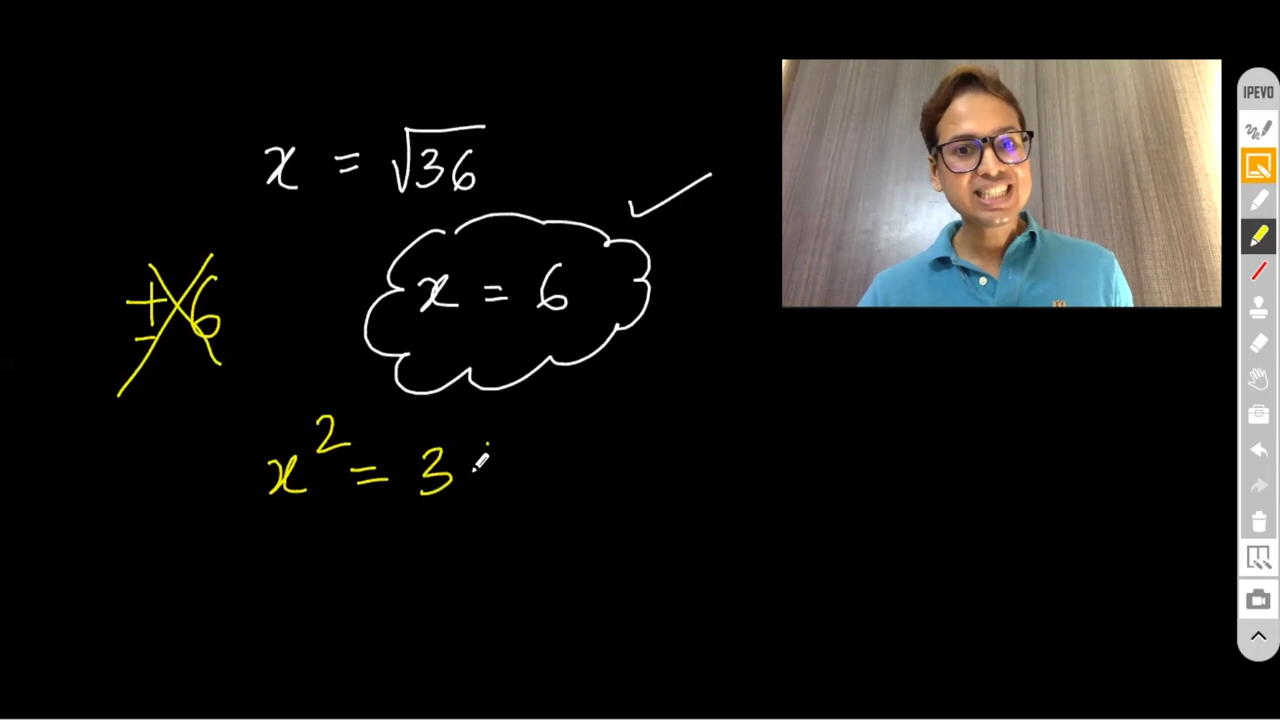 x = √36
x = 6
±6
x² = 3
IPEVO